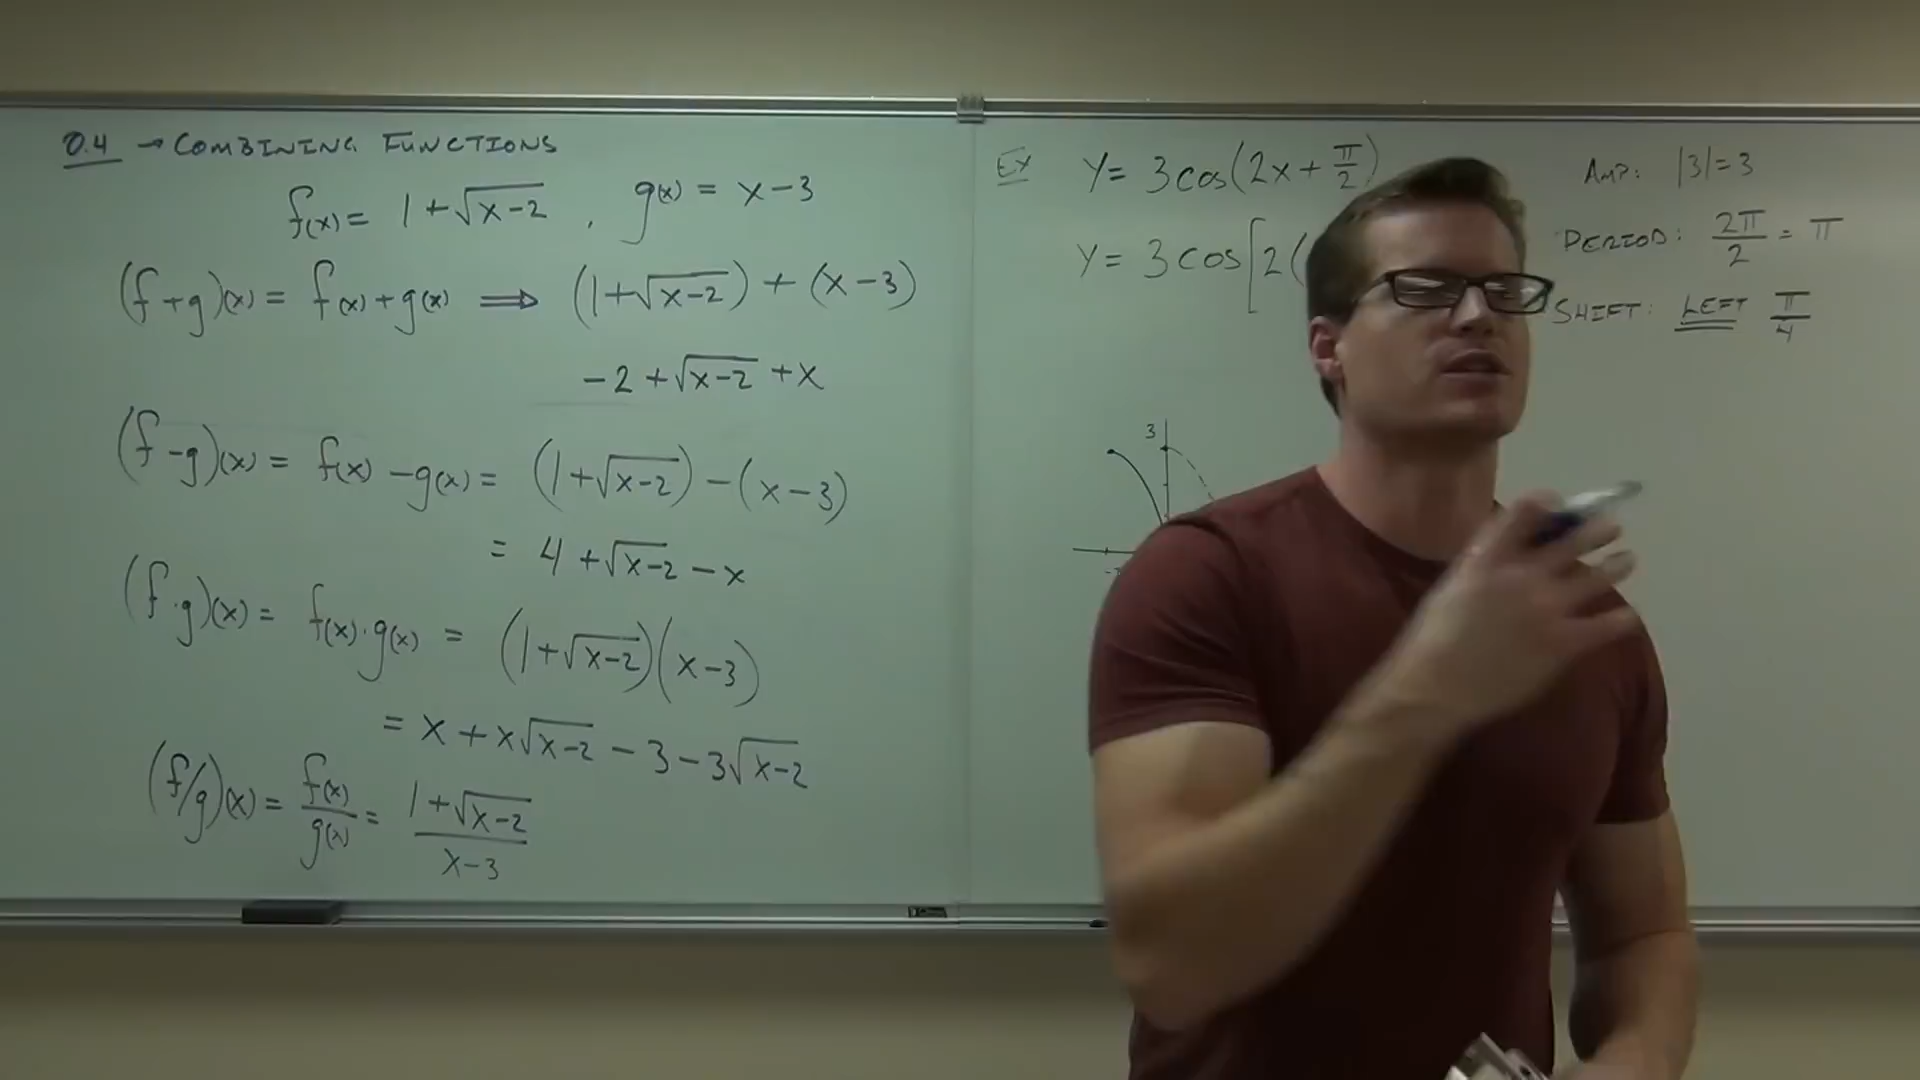 0.4 → COMBINING FUNCTIONS
f(x) = 1 + √(x-2) , g(x) = x - 3
(f + g)(x) = f(x) + g(x) ⟹ (1 + √(x-2)) + (x - 3)
-2 + √(x-2) + x
(f - g)(x) = f(x) - g(x) = (1 + √(x-2)) - (x - 3)
= 4 + √(x-2) - x
(f · g)(x) = f(x) · g(x) = (1 + √(x-2))(x - 3)
= x + x√(x-2) - 3 - 3√(x-2)
(f/g)(x) = f(x)/g(x) = (1 + √(x-2))/(x-3)
EX Y = 3cos(2x + π/2)
Y = 3cos[2(
AMP: |3| = 3
PERIOD: 2π/2 = π
SHIFT: LEFT π/4
3